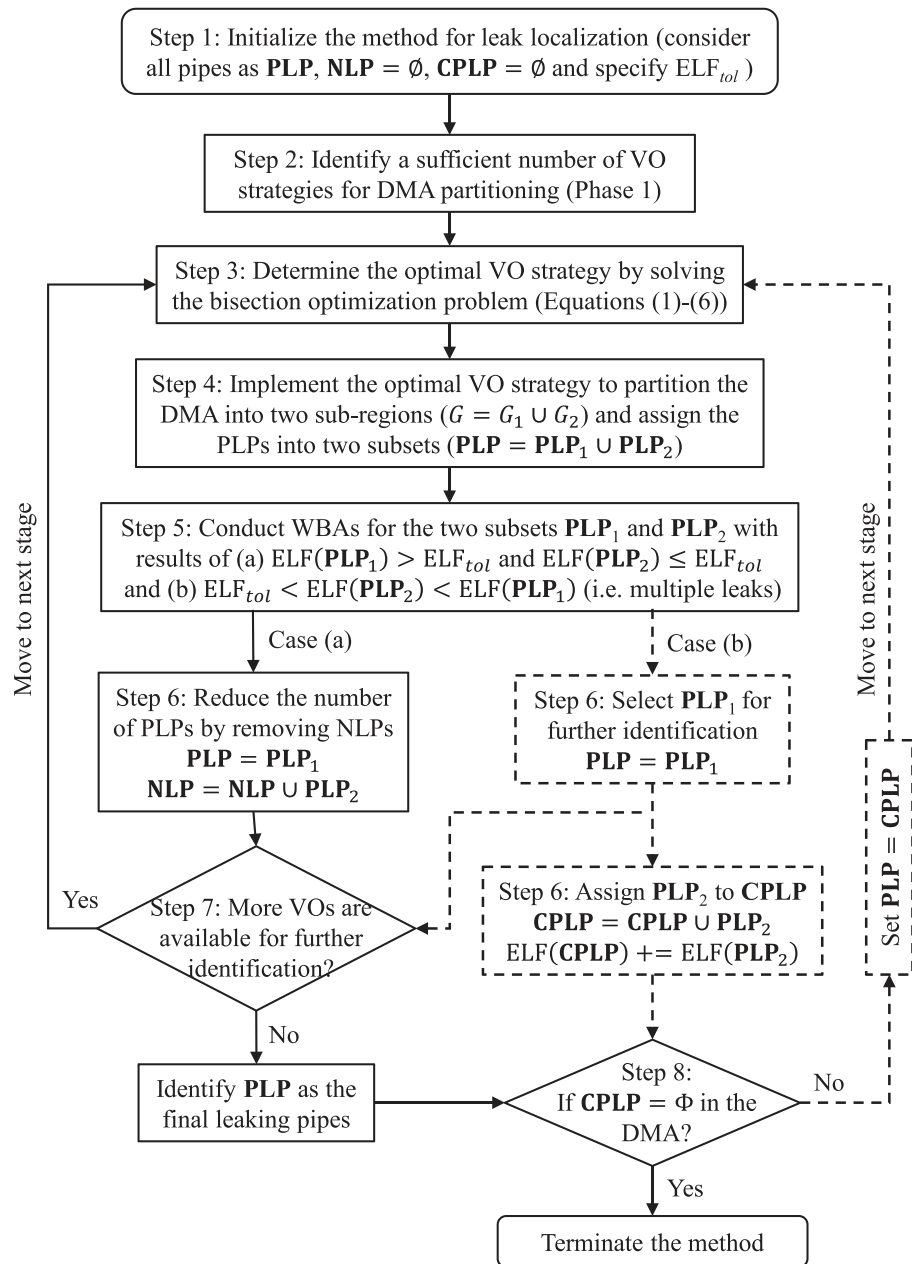 Step 1: Initialize the method for leak localization (consider
all pipes as PLP, NLP = ∅, CPLP = ∅ and specify ELF_tol )
Step 2: Identify a sufficient number of VO
strategies for DMA partitioning (Phase 1)
Step 3: Determine the optimal VO strategy by solving
the bisection optimization problem (Equations (1)-(6))
Step 4: Implement the optimal VO strategy to partition the
DMA into two sub-regions (G = G₁ ∪ G₂) and assign the
PLPs into two subsets (PLP = PLP₁ ∪ PLP₂)
Step 5: Conduct WBAs for the two subsets PLP₁ and PLP₂ with
results of (a) ELF(PLP₁) > ELF_tol and ELF(PLP₂) ≤ ELF_tol
and (b) ELF_tol < ELF(PLP₂) < ELF(PLP₁) (i.e. multiple leaks)
Move to next stage
Move to next stage
Case (a)
Case (b)
Step 6: Reduce the number
of PLPs by removing NLPs
PLP = PLP₁
NLP = NLP ∪ PLP₂
Step 6: Select PLP₁ for
further identification
PLP = PLP₁
Set PLP = CPLP
Yes
Step 7: More VOs are
available for further
identification?
Step 6: Assign PLP₂ to CPLP
CPLP = CPLP ∪ PLP₂
ELF(CPLP) += ELF(PLP₂)
No
Identify PLP as the
final leaking pipes
Step 8:
If CPLP = Φ in the
DMA?
No
Yes
Terminate the method